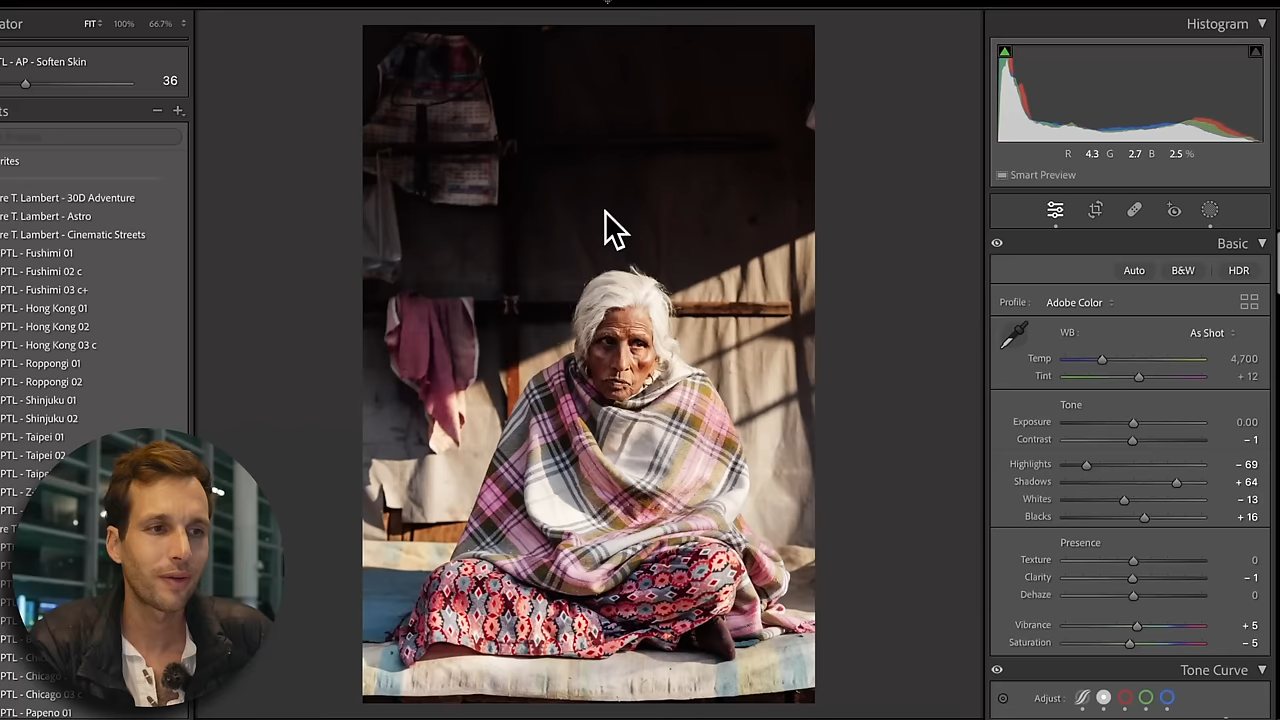 ator
FIT 100% 66.7%
TL - AP - Soften Skin
36
ts
rites
re T. Lambert - 30D Adventure
re T. Lambert - Astro
re T. Lambert - Cinematic Streets
PTL - Fushimi 01
PTL - Fushimi 02 c
PTL - Fushimi 03 c+
PTL - Hong Kong 01
PTL - Hong Kong 02
PTL - Hong Kong 03 c
PTL - Roppongi 01
PTL - Roppongi 02
PTL - Shinjuku 01
PTL - Shinjuku 02
PTL - Taipei 01
PTL - Taipei 02
PTL - Taipe
PTL - Z
re T
PTL - Chicago 03 c
PTL - Papeno 01
Histogram
R 4.3 G 2.7 B 2.5 %
Smart Preview
Basic
Auto B&W HDR
Profile : Adobe Color
WB : As Shot
Temp 4,700
Tint + 12
Tone
Exposure 0.00
Contrast − 1
Highlights − 69
Shadows + 64
Whites − 13
Blacks + 16
Presence
Texture 0
Clarity − 1
Dehaze 0
Vibrance + 5
Saturation − 5
Tone Curve
Adjust :